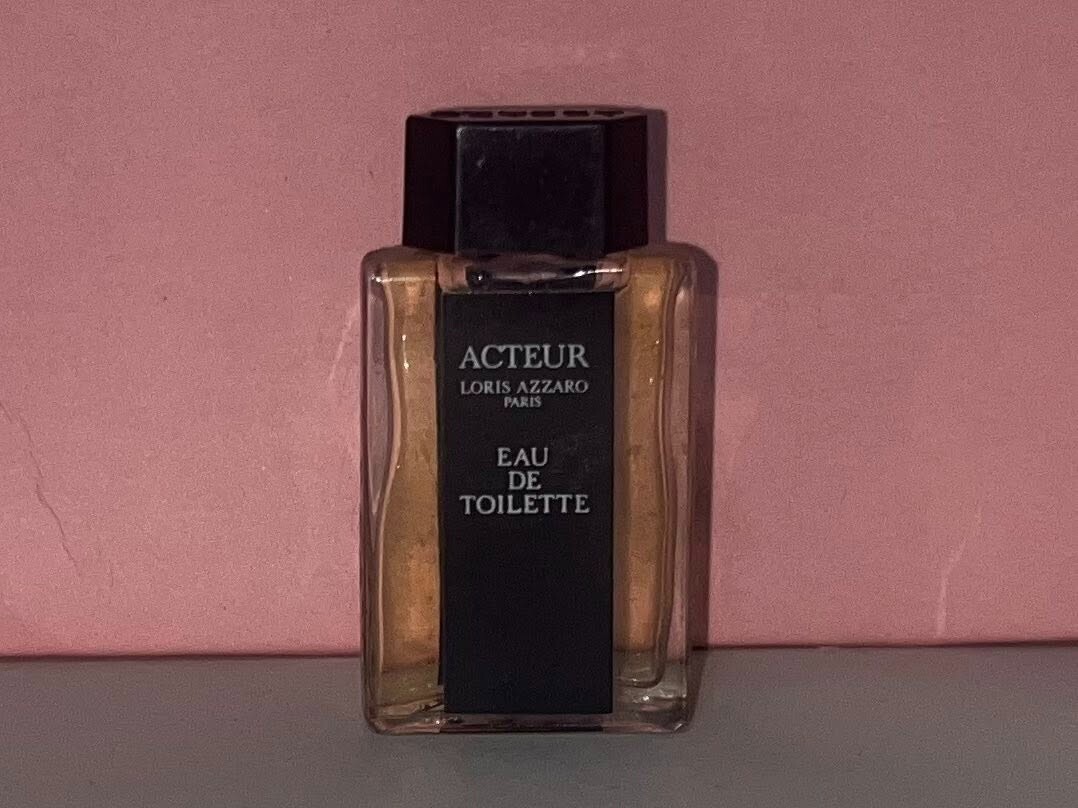 ACTEUR
LORIS AZZARO
PARIS
EAU
DE
TOILETTE